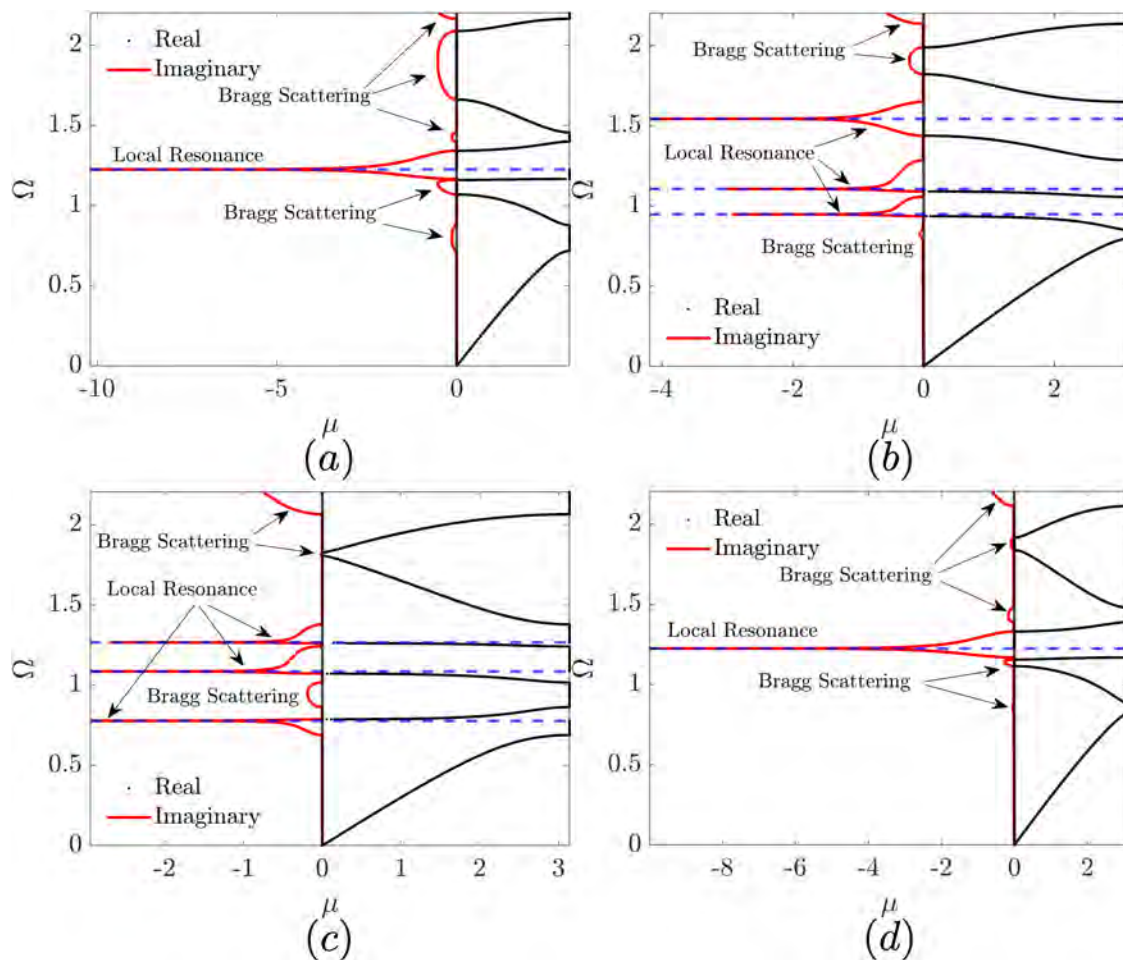 2
Real
Imaginary
Bragg Scattering
1.5
Local Resonance
Ω
1
Bragg Scattering
0.5
0
-10
-5
0
μ
(a)
2
Bragg Scattering
1.5
Local Resonance
Ω
1
Bragg Scattering
0.5
Real
Imaginary
0
-4
-2
0
2
μ
(b)
2
Bragg Scattering
1.5
Local Resonance
Ω
1
Bragg Scattering
0.5
Real
Imaginary
0
-2
-1
0
1
2
3
μ
(c)
2
Real
Imaginary
Bragg Scattering
1.5
Local Resonance
Ω
1
Bragg Scattering
0.5
0
-8
-6
-4
-2
0
2
μ
(d)